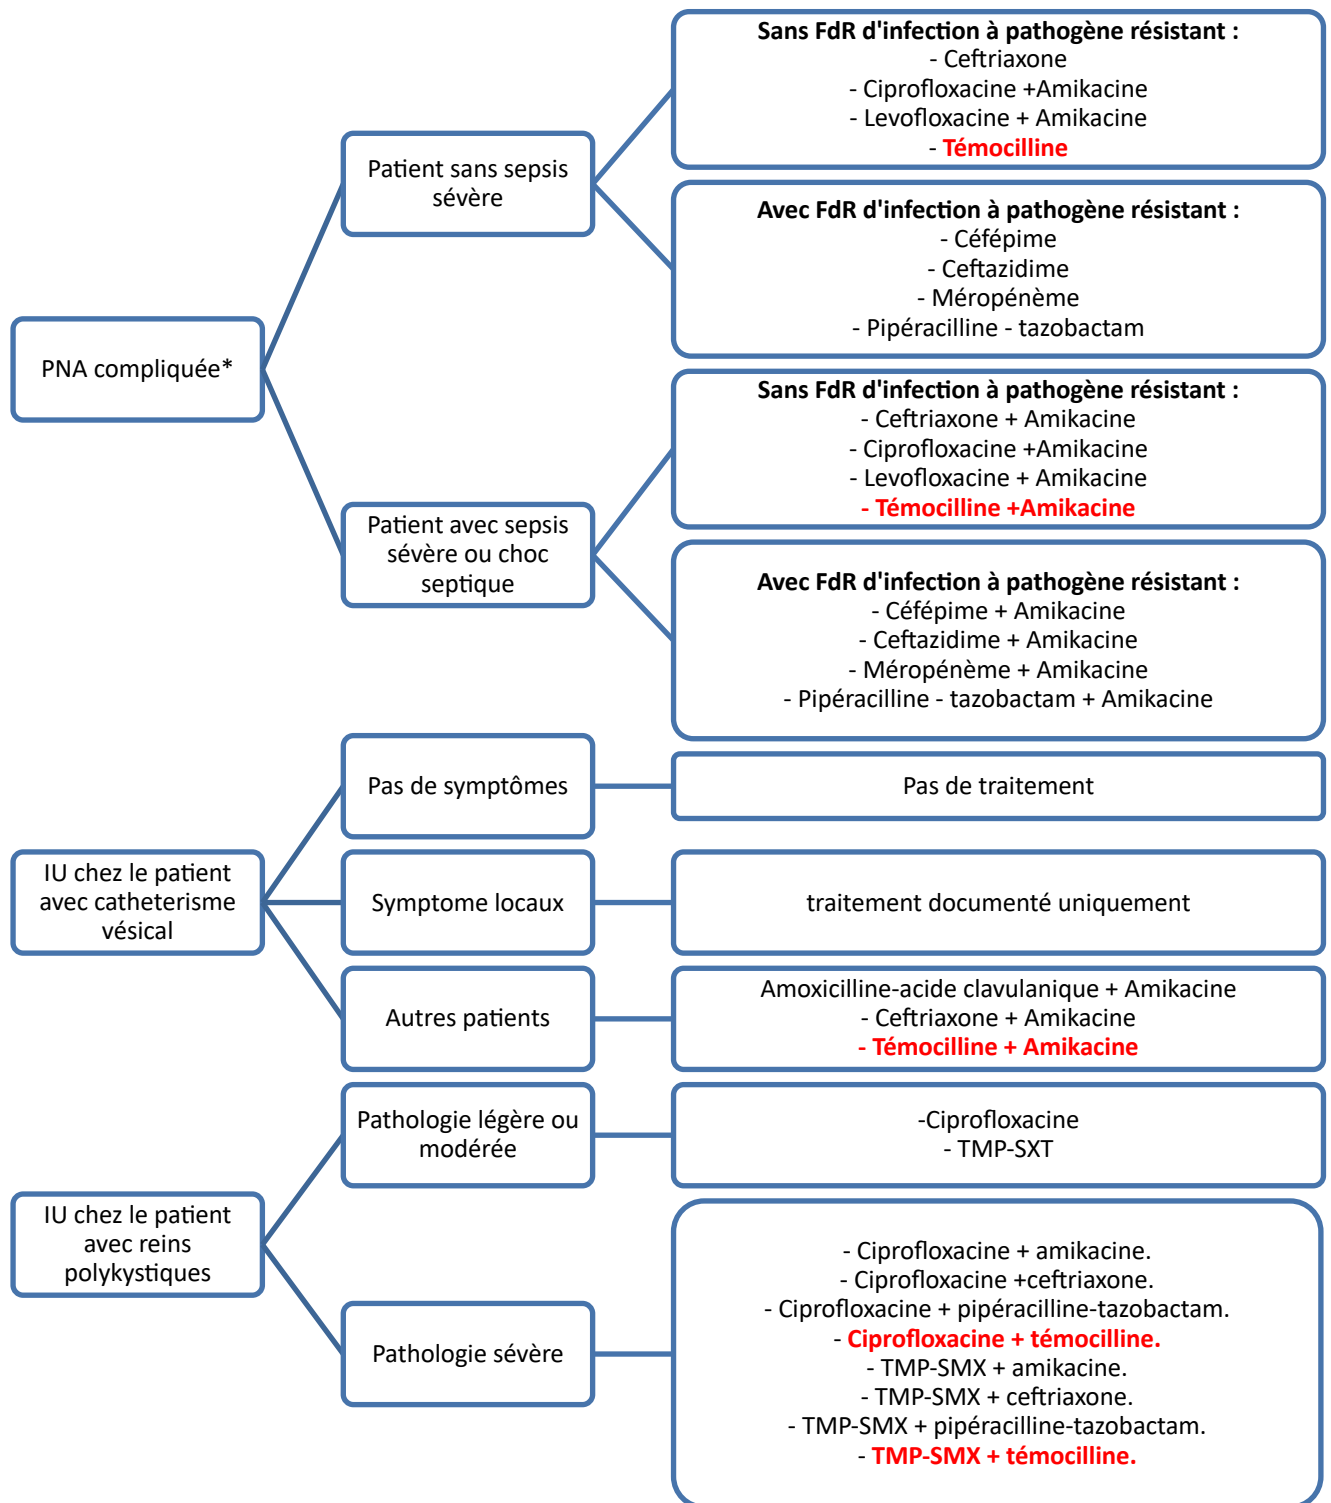 PNA compliquée*
Patient sans sepsis
sévère
Sans FdR d'infection à pathogène résistant :
- Ceftriaxone
- Ciprofloxacine +Amikacine
- Levofloxacine + Amikacine
- Témocilline
Avec FdR d'infection à pathogène résistant :
- Céfépime
- Ceftazidime
- Méropénème
- Pipéracilline - tazobactam
Patient avec sepsis
sévère ou choc
septique
Sans FdR d'infection à pathogène résistant :
- Ceftriaxone + Amikacine
- Ciprofloxacine +Amikacine
- Levofloxacine + Amikacine
- Témocilline +Amikacine
Avec FdR d'infection à pathogène résistant :
- Céfépime + Amikacine
- Ceftazidime + Amikacine
- Méropénème + Amikacine
- Pipéracilline - tazobactam + Amikacine
IU chez le patient
avec catheterisme
vésical
Pas de symptômes
Pas de traitement
Symptome locaux
traitement documenté uniquement
Autres patients
Amoxicilline-acide clavulanique + Amikacine
- Ceftriaxone + Amikacine
- Témocilline + Amikacine
IU chez le patient
avec reins
polykystiques
Pathologie légère ou
modérée
-Ciprofloxacine
- TMP-SXT
Pathologie sévère
- Ciprofloxacine + amikacine.
- Ciprofloxacine +ceftriaxone.
- Ciprofloxacine + pipéracilline-tazobactam.
- Ciprofloxacine + témocilline.
- TMP-SMX + amikacine.
- TMP-SMX + ceftriaxone.
- TMP-SMX + pipéracilline-tazobactam.
- TMP-SMX + témocilline.